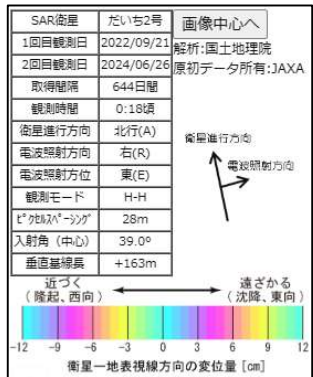 SAR衛星 だいち2号
1回目観測日 2022/09/21
2回目観測日 2024/06/26
取得間隔 644日間
観測時間 0:18頃
衛星進行方向 北行(A)
電波照射方向 右(R)
電波照射方位 東(E)
観測モード H-H
ピクセルスペーシング 28m
入射角（中心） 39.0º
垂直基線長 +163m
画像中心へ
解析:国土地理院
原初データ所有:JAXA
衛星進行方向
電波照射方向
近づく 遠ざかる
（隆起、西向） （沈降、東向）
-12 -9 -6 -3 0 3 6 9 12
衛星－地表視線方向の変位量 [cm]